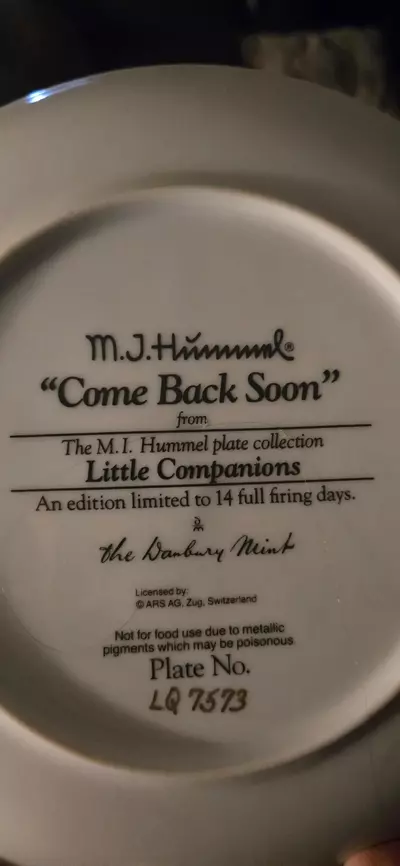 M.J.Hummel®
“Come Back Soon”
from
The M.I. Hummel plate collection
Little Companions
An edition limited to 14 full firing days.
the Danbury Mint
Licensed by:
© ARS AG, Zug, Switzerland
Not for food use due to metallic
pigments which may be poisonous
Plate No.
LQ 7573